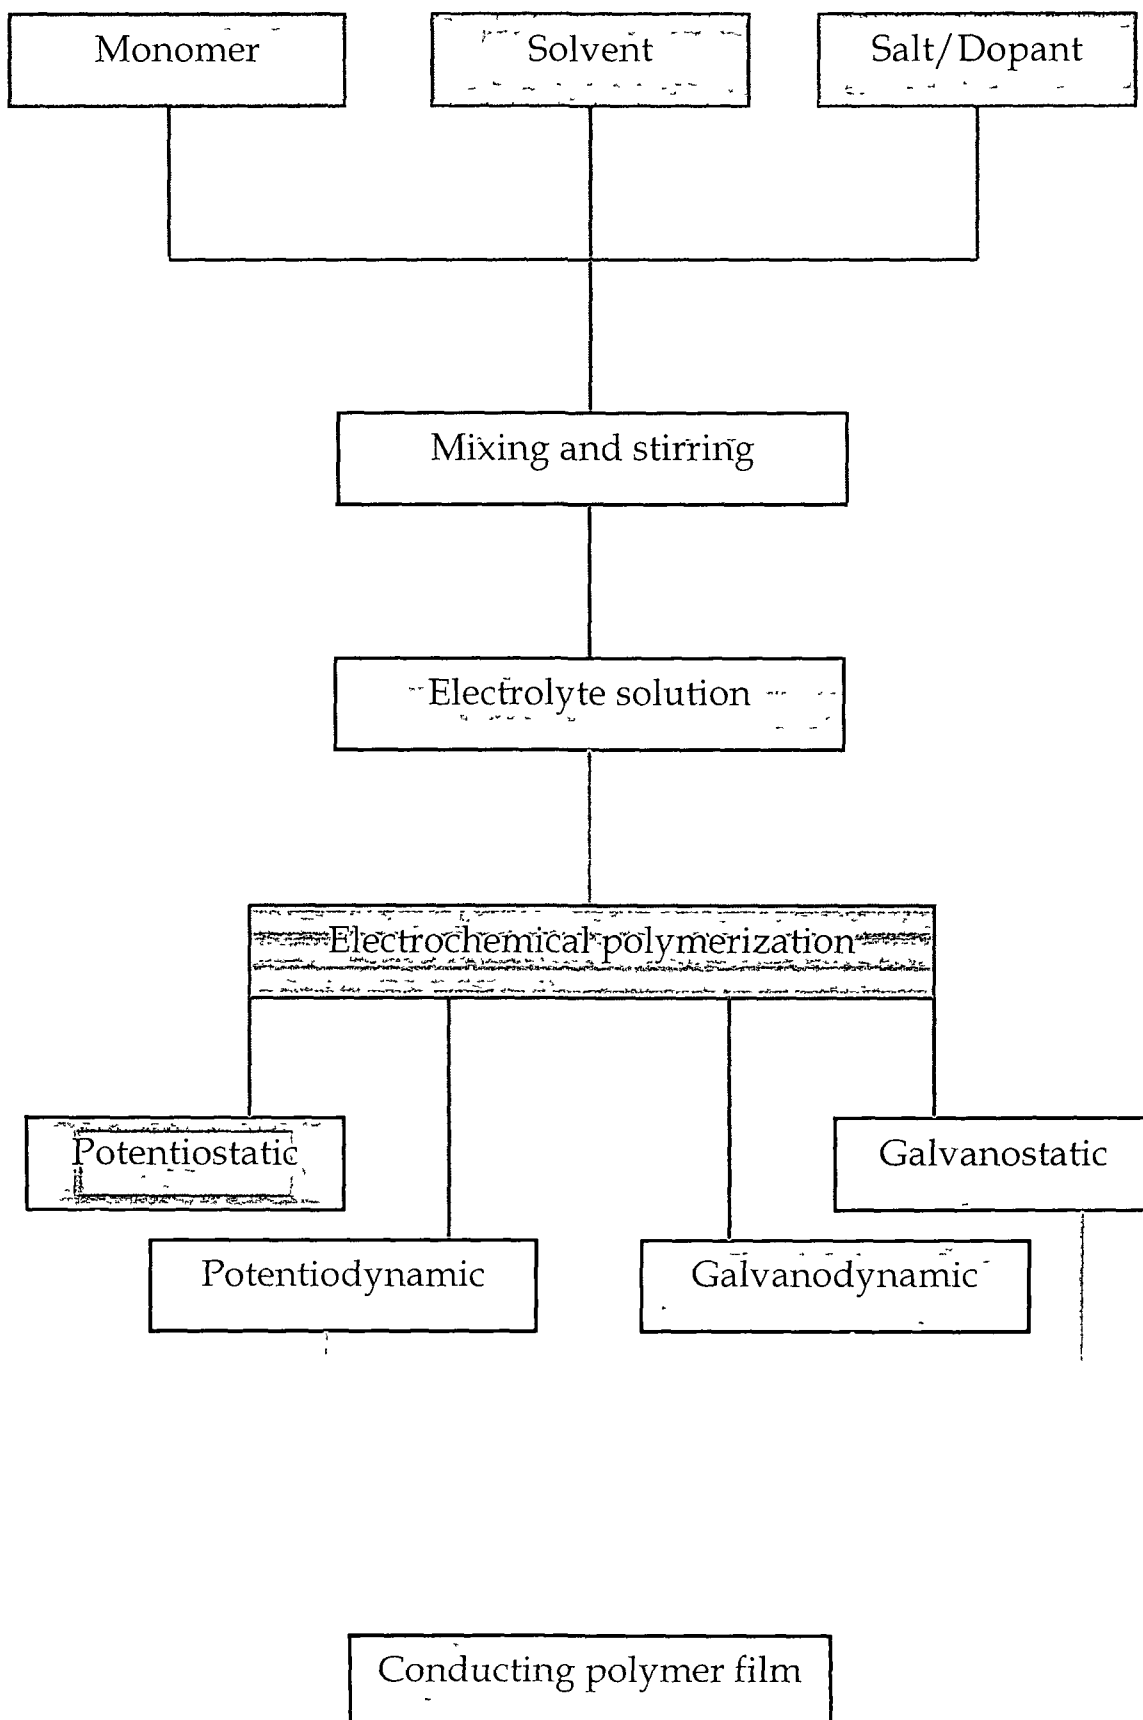 Monomer
Solvent
Salt/Dopant
Mixing and stirring
Electrolyte solution
Electrochemical polymerization
Potentiostatic
Galvanostatic
Potentiodynamic
Galvanodynamic
Conducting polymer film